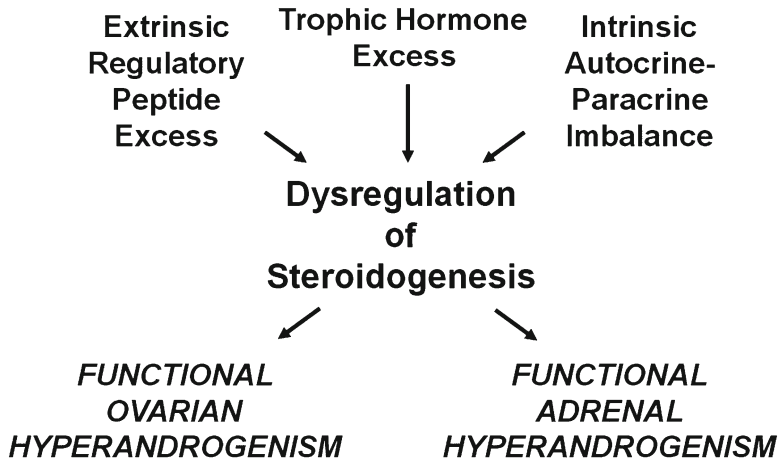 Extrinsic
Regulatory
Peptide
Excess
Trophic Hormone
Excess
Intrinsic
Autocrine-
Paracrine
Imbalance
Dysregulation
of
Steroidogenesis
FUNCTIONAL
OVARIAN
HYPERANDROGENISM
FUNCTIONAL
ADRENAL
HYPERANDROGENISM